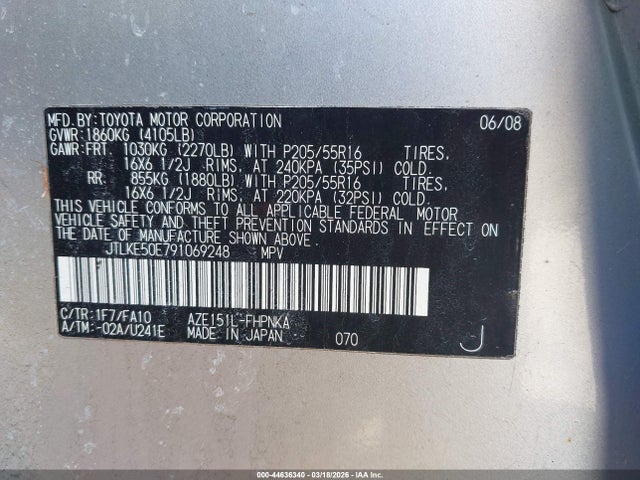 MFD.BY:TOYOTA MOTOR CORPORATION 06/08
GVWR:1860KG (4105LB)
GAWR:FRT. 1030KG (2270LB) WITH P205/55R16 TIRES,
16X6 1/2J RIMS, AT 240KPA (35PSI) COLD.
RR 855KG (1880LB) WITH P205/55R16 TIRES,
16X6 1/2J RIMS, AT 220KPA (32PSI) COLD.
THIS VEHICLE CONFORMS TO ALL APPLICABLE FEDERAL MOTOR
VEHICLE SAFETY AND THEFT PREVENTION STANDARDS IN EFFECT ON
THE DATE OF MANUFACTURE SHOWN ABOVE.
JTLKE50E791069248 MPV
C/TR:1F7/FA10 AZE151L-FHPNKA
A/TM:-02A/U241E MADE IN JAPAN 070 J
000-44636340 - 03/18/2026 - IAA Inc.